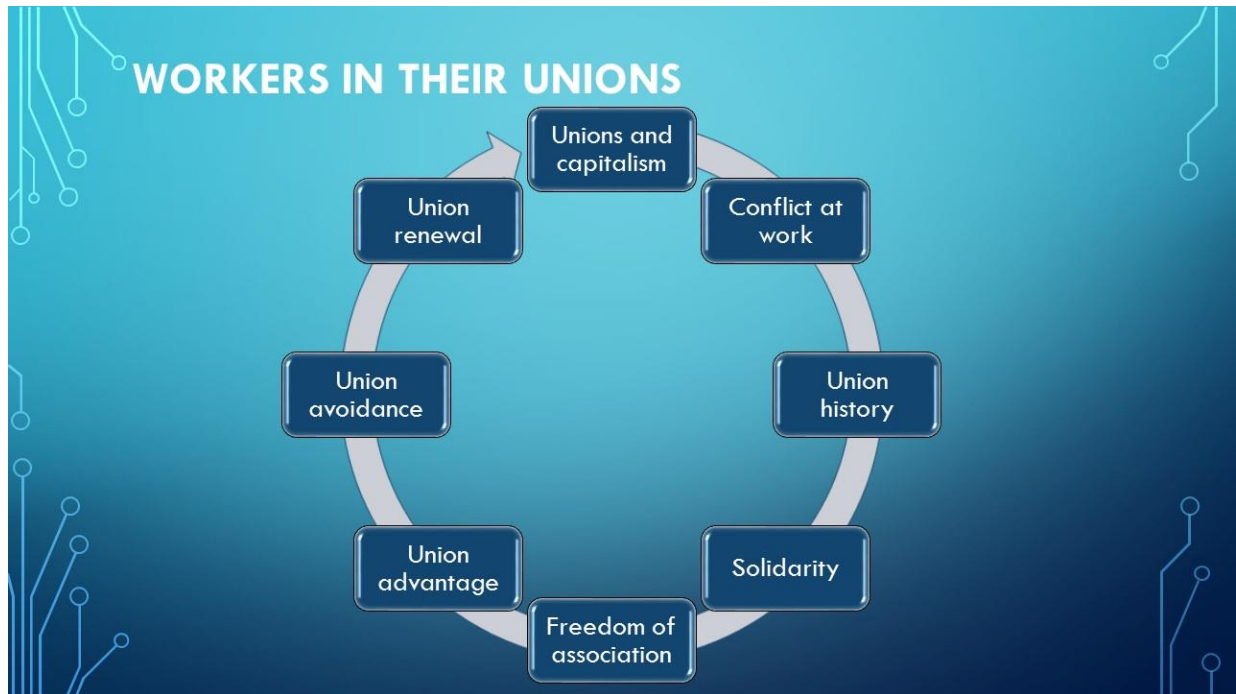 WORKERS IN THEIR UNIONS
Unions and
capitalism
Conflict at
work
Union
history
Solidarity
Freedom of
association
Union
advantage
Union
avoidance
Union
renewal